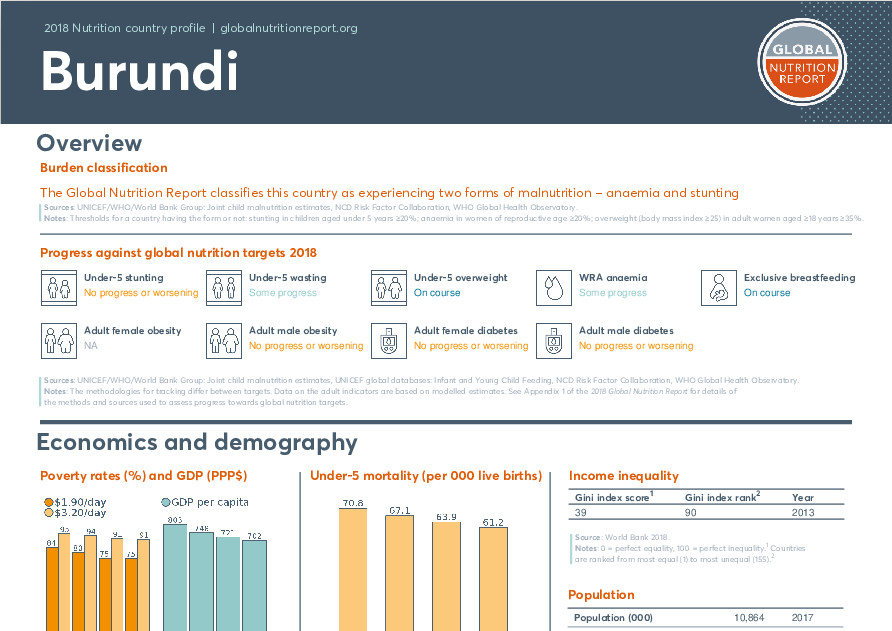 2018 Nutrition country profile | globalnutritionreport.org
Burundi
GLOBAL
NUTRITION
REPORT
Overview
Burden classification
The Global Nutrition Report classifies this country as experiencing two forms of malnutrition – anaemia and stunting
Sources: UNICEF/WHO/World Bank Group: Joint child malnutrition estimates, NCD Risk Factor Collaboration, WHO Global Health Observatory.
Notes: Thresholds for a country having the form or not: stunting in children aged under 5 years ≥20%; anaemia in women of reproductive age ≥20%; overweight (body mass index ≥25) in adult women aged ≥18 years ≥35%.
Progress against global nutrition targets 2018
Under-5 stunting
No progress or worsening
Under-5 wasting
Some progress
Under-5 overweight
On course
WRA anaemia
Some progress
Exclusive breastfeeding
On course
Adult female obesity
NA
Adult male obesity
No progress or worsening
Adult female diabetes
No progress or worsening
Adult male diabetes
No progress or worsening
Sources: UNICEF/WHO/World Bank Group: Joint child malnutrition estimates, UNICEF global databases: Infant and Young Child Feeding, NCD Risk Factor Collaboration, WHO Global Health Observatory.
Notes: The methodologies for tracking differ between targets. Data on the adult indicators are based on modelled estimates. See Appendix 1 of the 2018 Global Nutrition Report for details of
the methods and sources used to assess progress towards global nutrition targets.
Economics and demography
Poverty rates (%) and GDP (PPP$)
$1.90/day
$3.20/day
GDP per capita
84 94 75 75 91
803 748 702
Under-5 mortality (per 000 live births)
70.8 67.1 63.9 61.2
Income inequality
Gini index score1 Gini index rank2 Year
39 90 2013
Source: World Bank 2018.
Notes: 0 = perfect equality, 100 = perfect inequality.1 Countries
are ranked from most equal (1) to most unequal (155).2
Population
Population (000) 10,864 2017